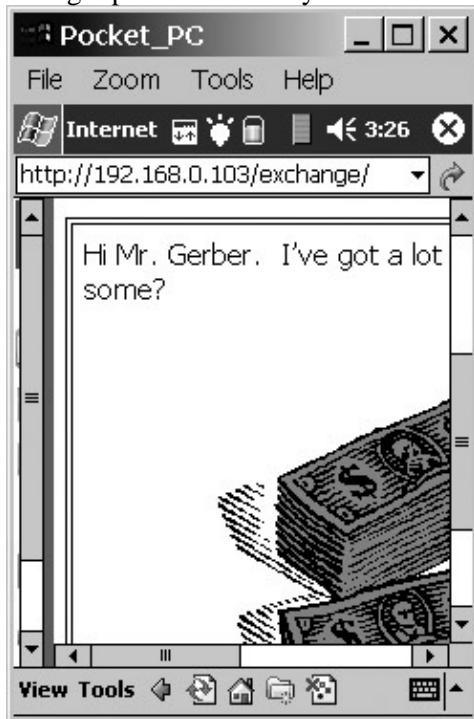 Pocket_PC
File Zoom Tools Help
Internet 3:26
http://192.168.0.103/exchange/
Hi Mr. Gerber. I've got a lot
some?
$
$
View Tools